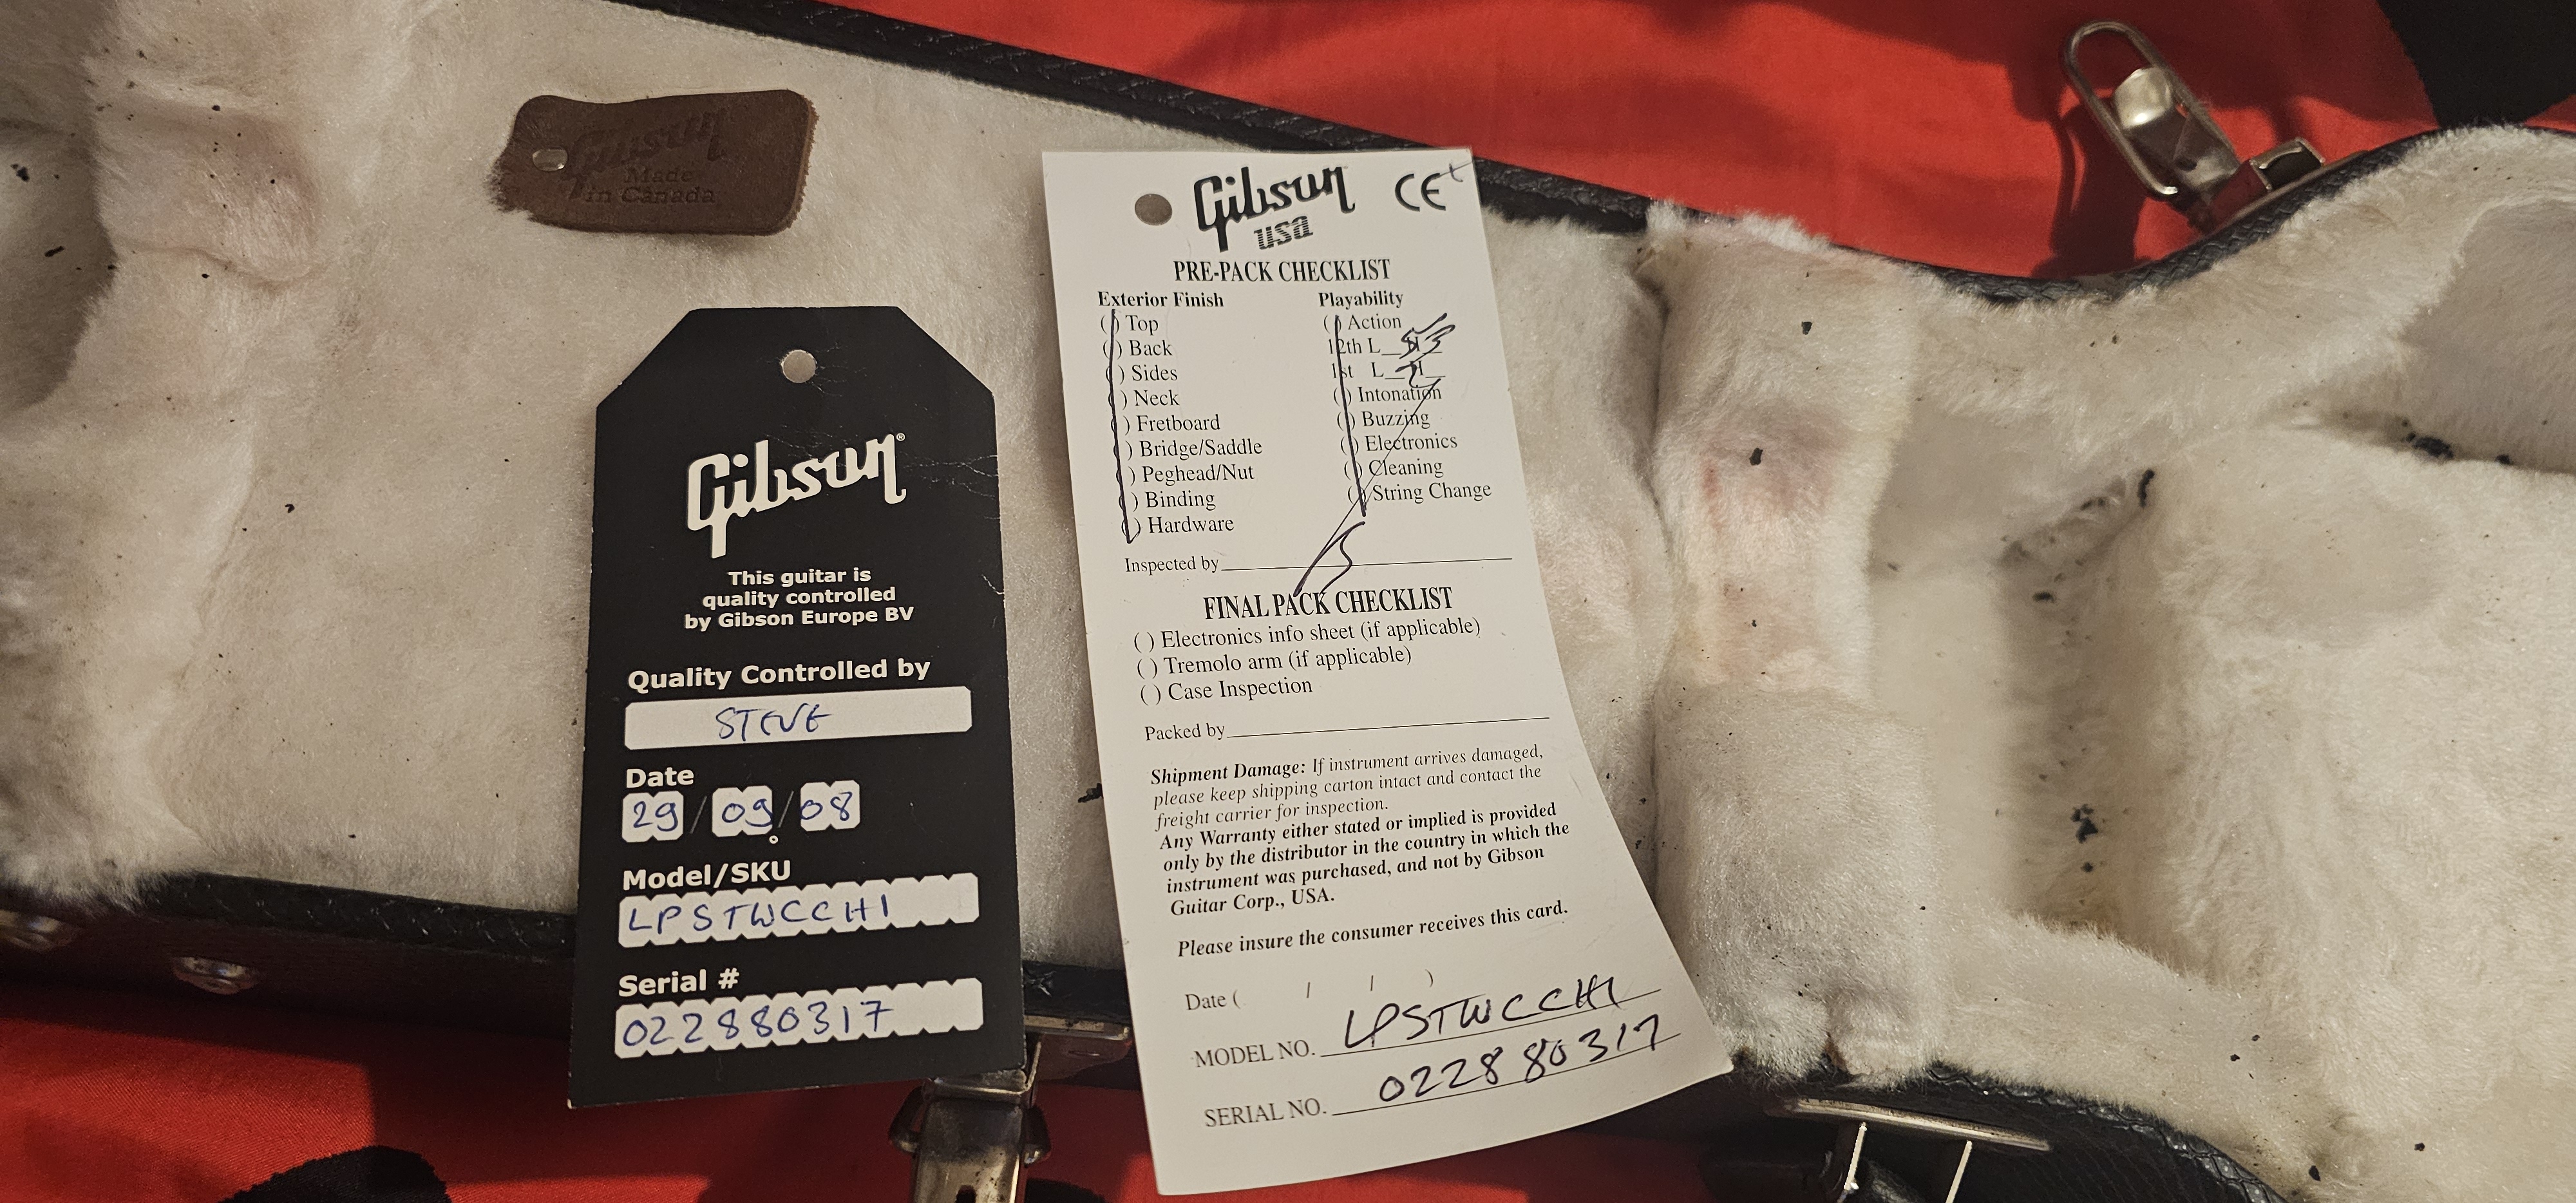 Gibson
Made
in Canada
Gibson®
This guitar is
quality controlled
by Gibson Europe BV
Quality Controlled by
STEVE
Date
29/09/08
Model/SKU
LPSTWCCH1
Serial #
022880317
Gibson CE
usa
PRE-PACK CHECKLIST
Exterior Finish
( ) Top
( ) Back
( ) Sides
( ) Neck
( ) Fretboard
( ) Bridge/Saddle
( ) Peghead/Nut
( ) Binding
( ) Hardware
Playability
( ) Action
12th L
1st L
( ) Intonation
( ) Buzzing
( ) Electronics
( ) Cleaning
( ) String Change
Inspected by
FINAL PACK CHECKLIST
( ) Electronics info sheet (if applicable)
( ) Tremolo arm (if applicable)
( ) Case Inspection
Packed by
Shipment Damage: If instrument arrives damaged,
please keep shipping carton intact and contact the
freight carrier for inspection.
Any Warranty either stated or implied is provided
only by the distributor in the country in which the
instrument was purchased, and not by Gibson
Guitar Corp., USA.
Please insure the consumer receives this card.
Date ( / / )
MODEL NO. LPSTWCCH1
SERIAL NO. 022880317